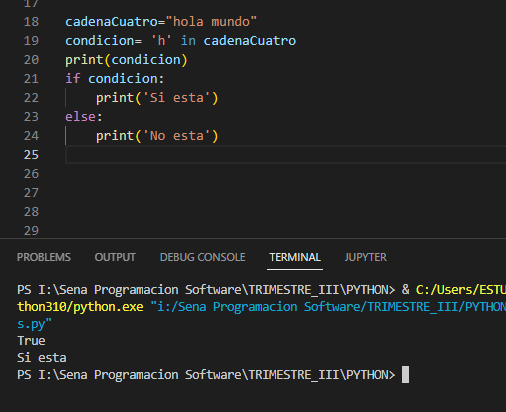 17
18 cadenaCuatro="hola mundo"
19 condicion= 'h' in cadenaCuatro
20 print(condicion)
21 if condicion:
22     print('Si esta')
23 else:
24     print('No esta')
25
26
27
28
29
PROBLEMS OUTPUT DEBUG CONSOLE TERMINAL JUPYTER
PS I:\Sena Programacion Software\TRIMESTRE_III\PYTHON> & C:/Users/ESTU
thon310/python.exe "i:/Sena Programacion Software/TRIMESTRE_III/PYTHON
s.py"
True
Si esta
PS I:\Sena Programacion Software\TRIMESTRE_III\PYTHON>